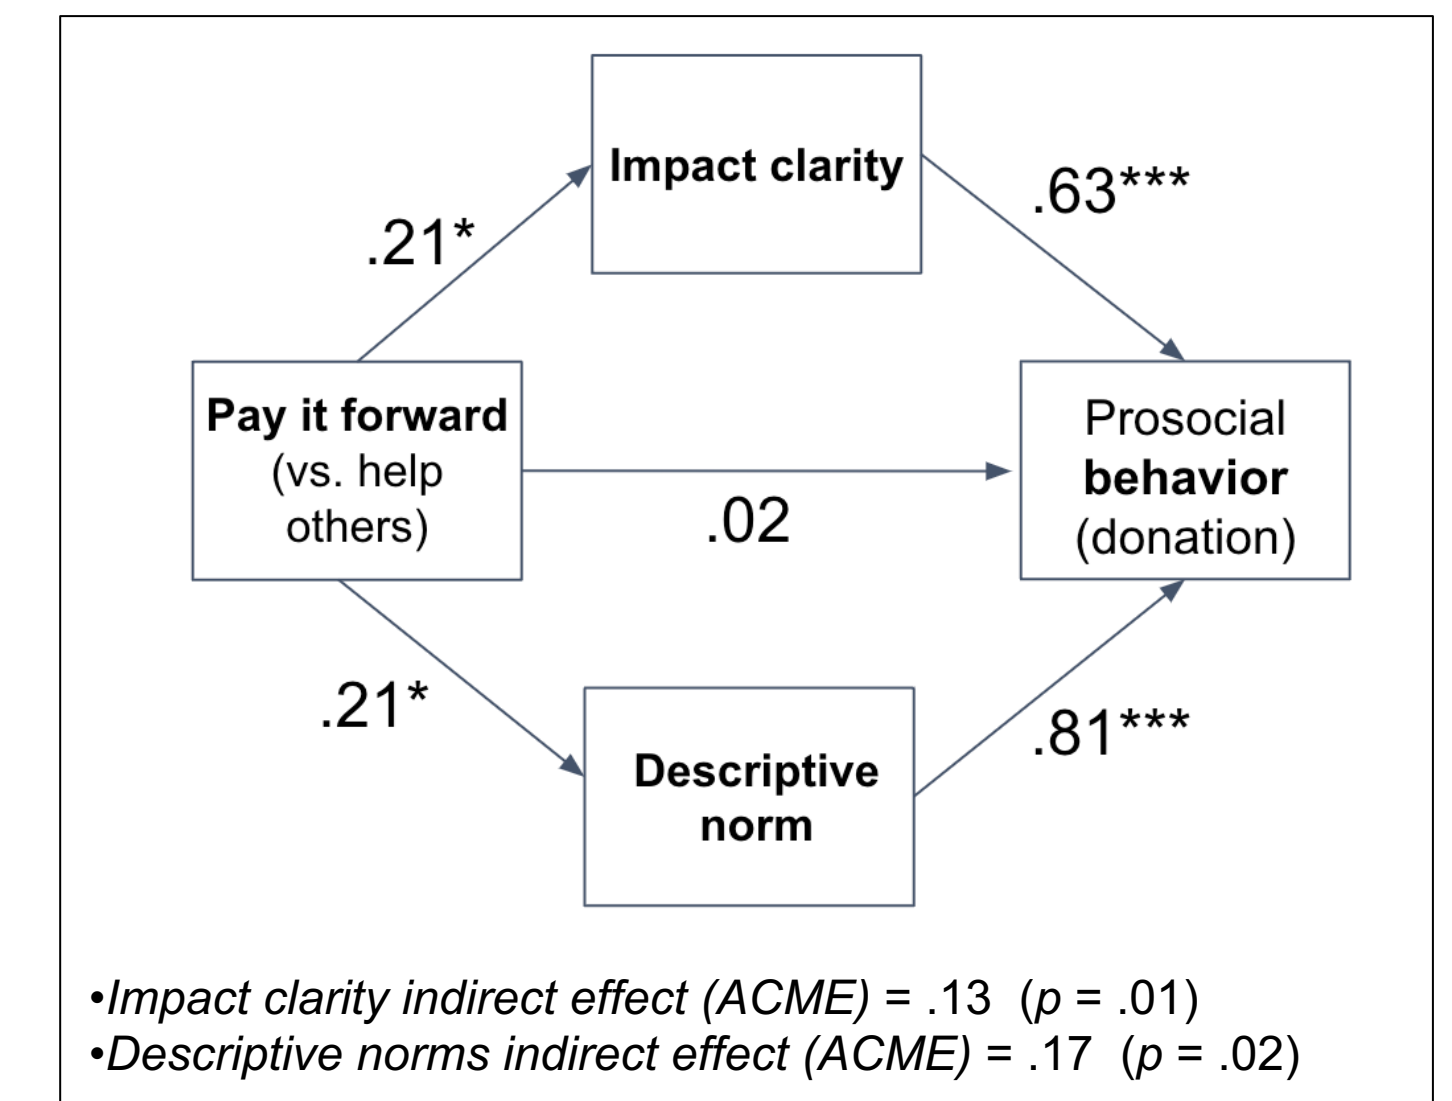 Impact clarity
.63***
.21*
Pay it forward
(vs. help
others)
.02
Prosocial
behavior
(donation)
.21*
Descriptive
norm
.81***
•Impact clarity indirect effect (ACME) = .13 (p = .01)
•Descriptive norms indirect effect (ACME) = .17 (p = .02)